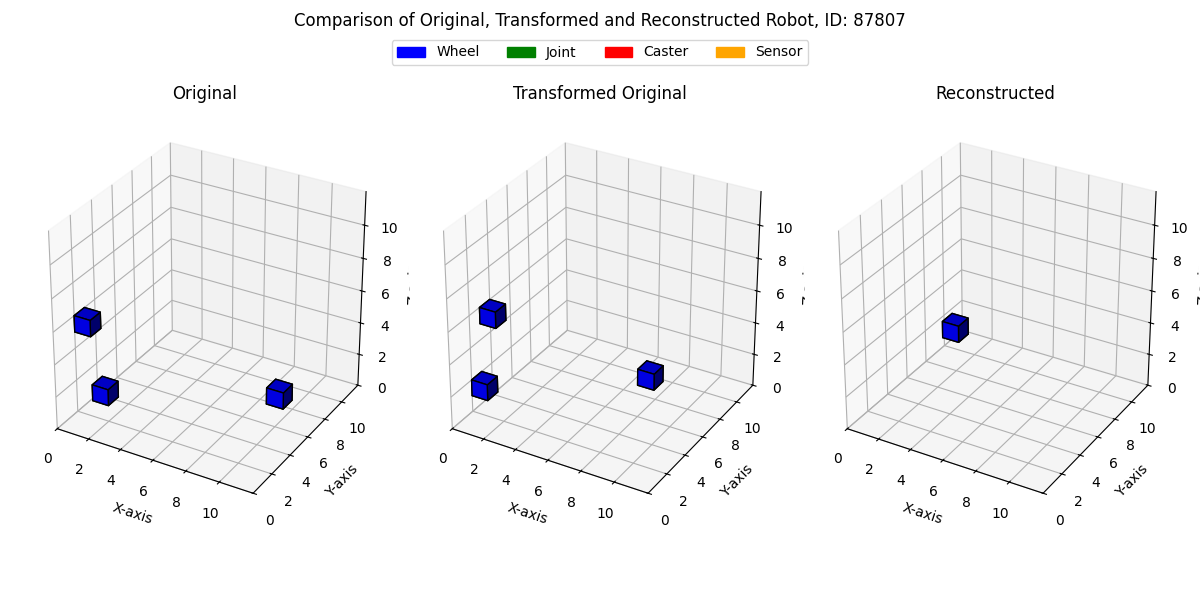 Comparison of Original, Transformed and Reconstructed Robot, ID: 87807
Wheel Joint Caster Sensor
Original
Transformed Original
Reconstructed
10
8
6
4
2
0
0 2 4 6 8 10
X-axis
0 2 4 6 8 10
Y-axis
10
8
6
4
2
0
0 2 4 6 8 10
X-axis
0 2 4 6 8 10
Y-axis
10
8
6
4
2
0
0 2 4 6 8 10
X-axis
0 2 4 6 8 10
Y-axis